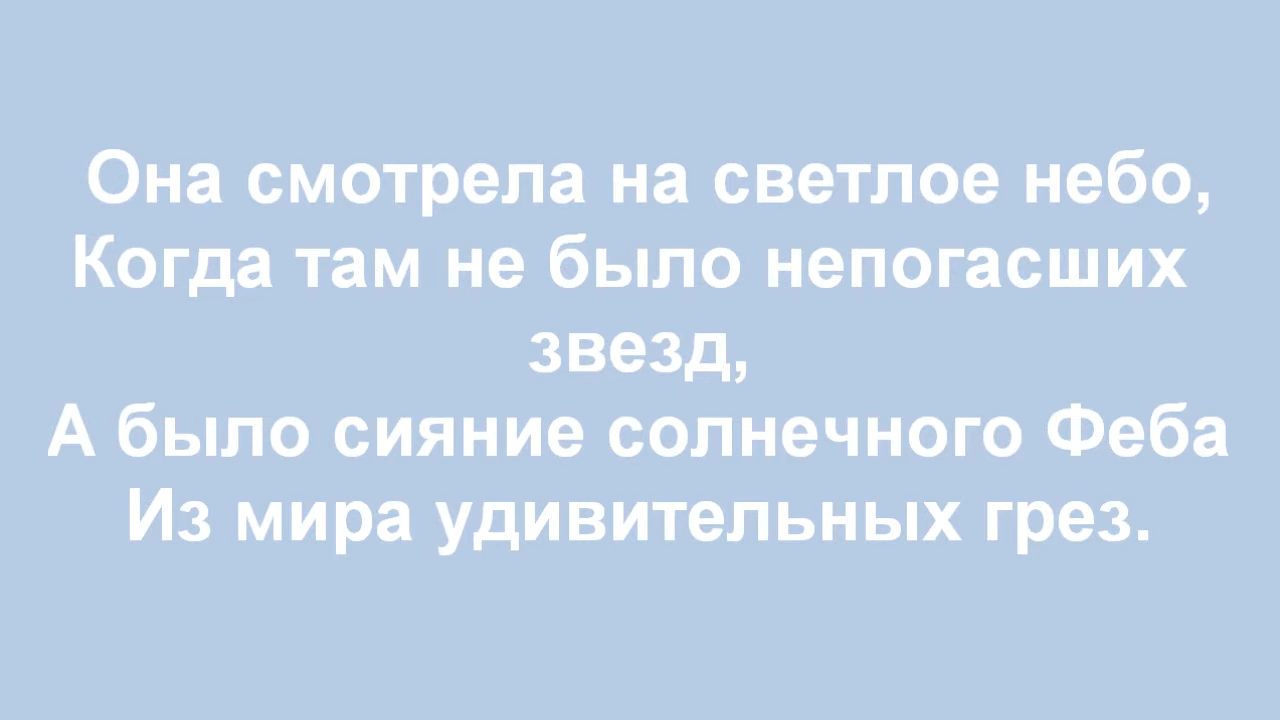 Она смотрела на светлое небо,
Когда там не было непогасших
звезд,
А было сияние солнечного Феба
Из мира удивительных грез.